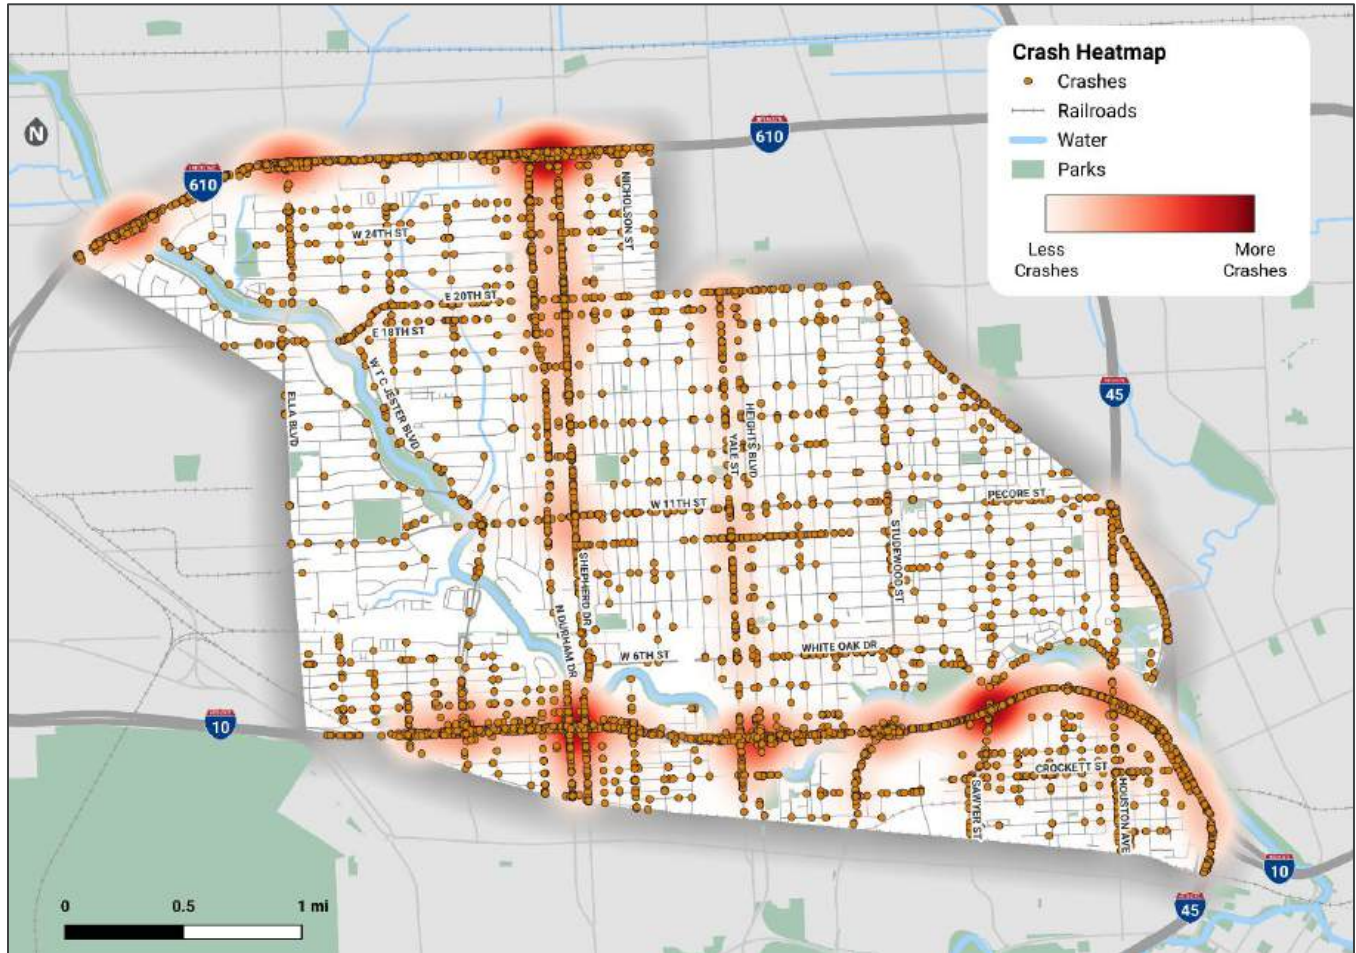 Crash Heatmap
Crashes
Railroads
Water
Parks
Less
Crashes
More
Crashes
N
610
610
NICHOLSON ST
W 24TH ST
E 20TH ST
E 18TH ST
W T C JESTER BLVD
ELLA BLVD
45
HEIGHTS BLVD
YALE ST
W 11TH ST
PECORE ST
STUDEWOOD ST
SHEPHERD DR
N DURHAM DR
W 6TH ST
WHITE OAK DR
10
CROCKETT ST
SAWYER ST
HOUSTON AVE
10
45
0 0.5 1 mi